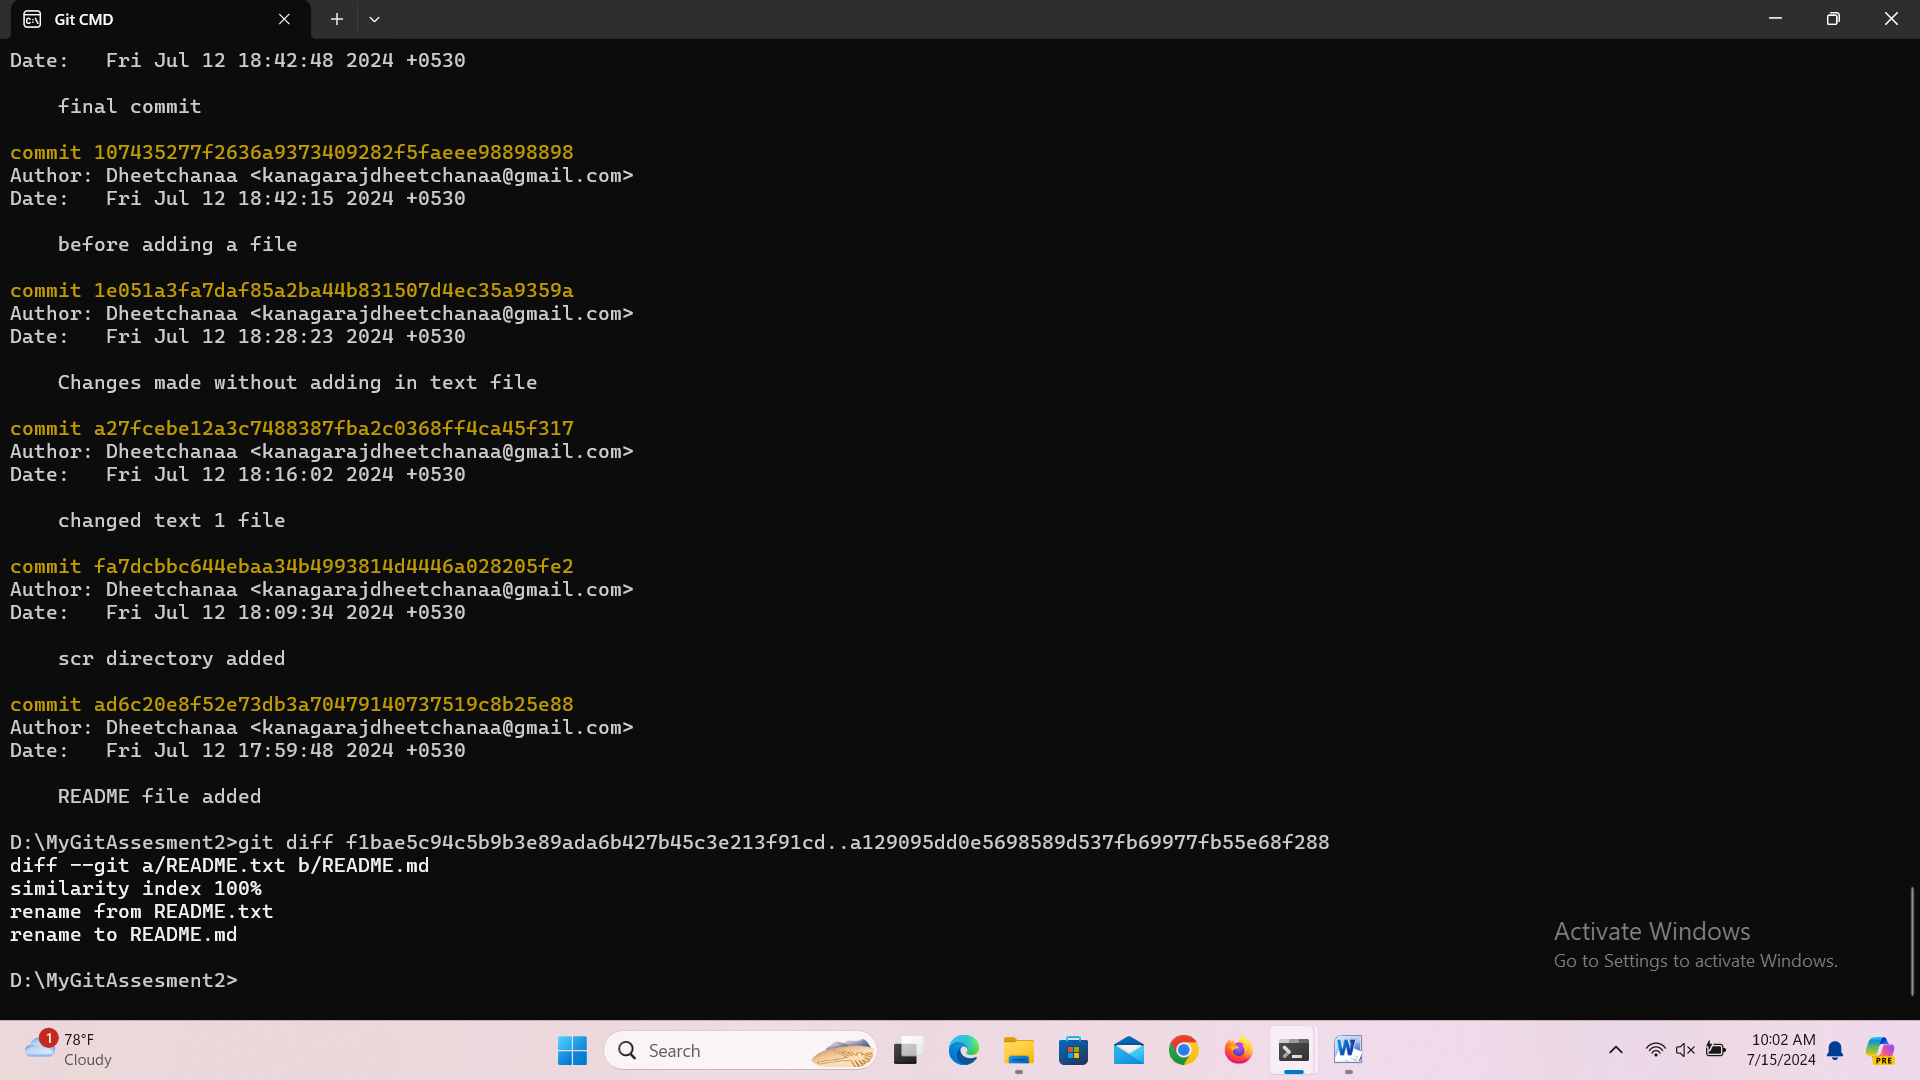 Git CMD
Date:   Fri Jul 12 18:42:48 2024 +0530
    final commit
commit 107435277f2636a9373409282f5faeee98898898
Author: Dheetchanaa <kanagarajdheetchanaa@gmail.com>
Date:   Fri Jul 12 18:42:15 2024 +0530
    before adding a file
commit 1e051a3fa7daf85a2ba44b831507d4ec35a9359a
Author: Dheetchanaa <kanagarajdheetchanaa@gmail.com>
Date:   Fri Jul 12 18:28:23 2024 +0530
    Changes made without adding in text file
commit a27fcebe12a3c7488387fba2c0368ff4ca45f317
Author: Dheetchanaa <kanagarajdheetchanaa@gmail.com>
Date:   Fri Jul 12 18:16:02 2024 +0530
    changed text 1 file
commit fa7dcbbc644ebaa34b4993814d4446a028205fe2
Author: Dheetchanaa <kanagarajdheetchanaa@gmail.com>
Date:   Fri Jul 12 18:09:34 2024 +0530
    scr directory added
commit ad6c20e8f52e73db3a70479140737519c8b25e88
Author: Dheetchanaa <kanagarajdheetchanaa@gmail.com>
Date:   Fri Jul 12 17:59:48 2024 +0530
    README file added
D:\MyGitAssesment2>git diff f1bae5c94c5b9b3e89ada6b427b45c3e213f91cd..a129095dd0e5698589d537fb69977fb55e68f288
diff --git a/README.txt b/README.md
similarity index 100%
rename from README.txt
rename to README.md
D:\MyGitAssesment2>
Activate Windows
Go to Settings to activate Windows.
1
78°F
Cloudy
Search
10:02 AM
7/15/2024
PRE